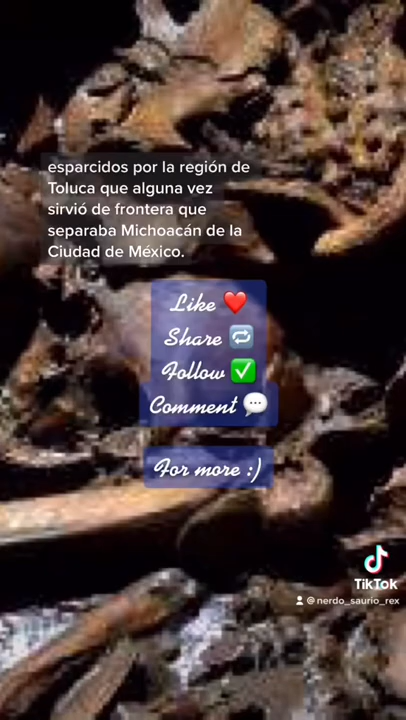 esparcidos por la región de
Toluca que alguna vez
sirvió de frontera que
separaba Michoacán de la
Ciudad de México.
Like ❤️
Share 🔁
Follow ✅
Comment 💬
For more :)
TikTok
@nerdo_saurio_rex